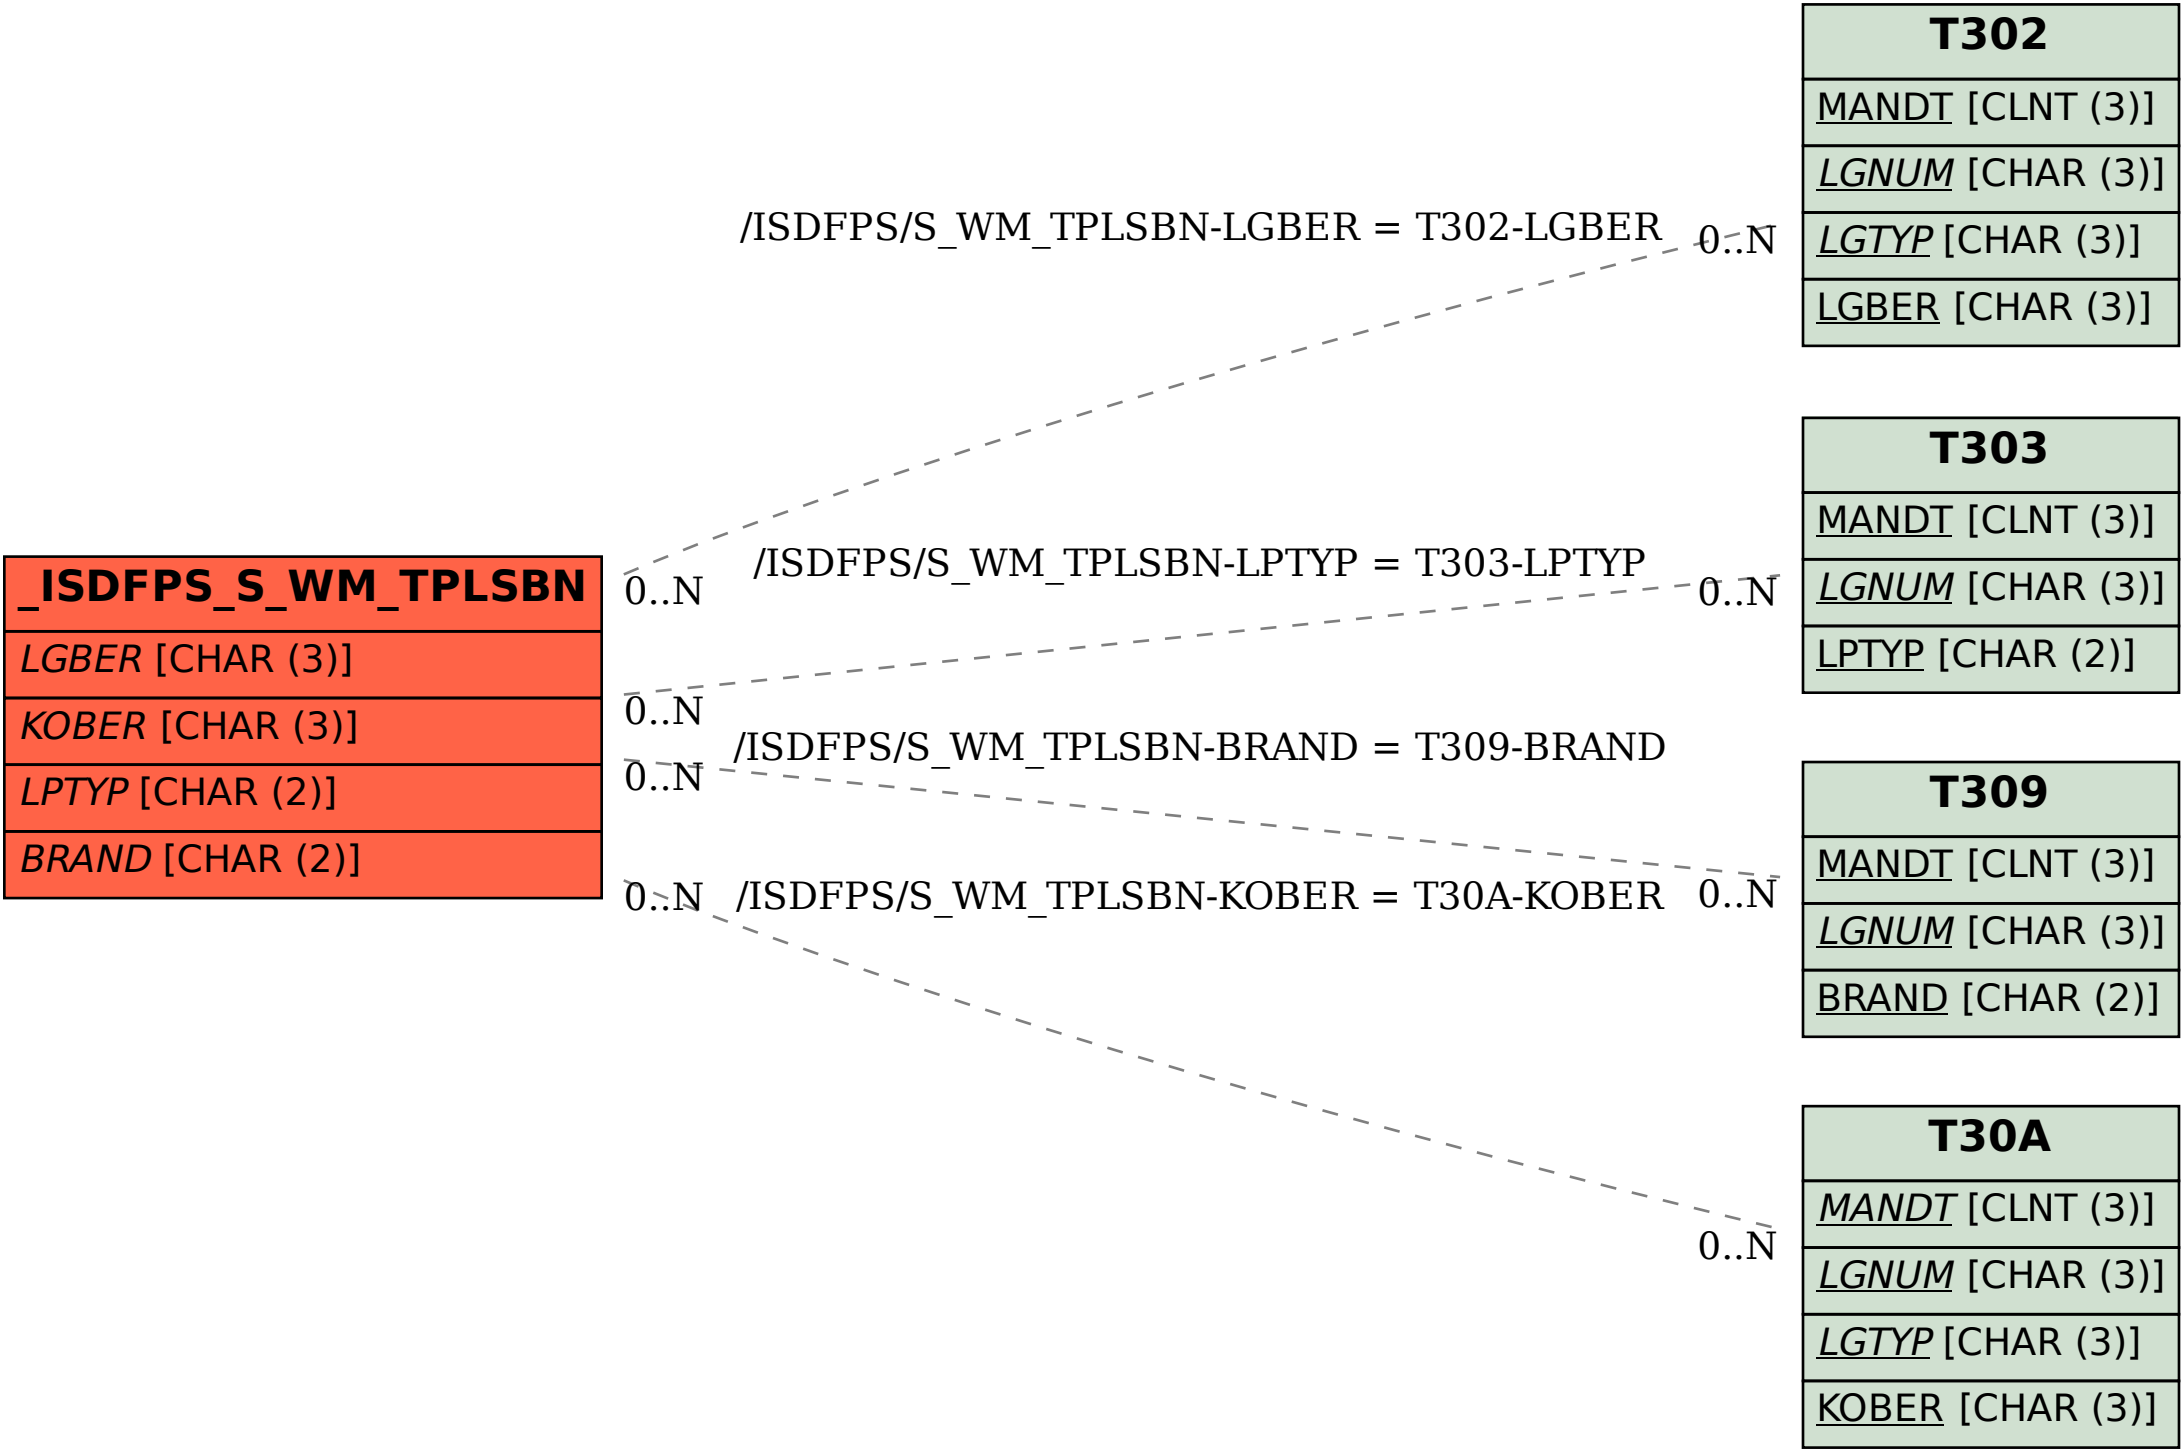 T302
MANDT [CLNT (3)]
LGNUM [CHAR (3)]
LGTYP [CHAR (3)]
LGBER [CHAR (3)]
/ISDFPS/S_WM_TPLSBN-LGBER = T302-LGBER
0..N
0..N
T303
MANDT [CLNT (3)]
LGNUM [CHAR (3)]
LPTYP [CHAR (2)]
/ISDFPS/S_WM_TPLSBN-LPTYP = T303-LPTYP
0..N
0..N
_ISDFPS_S_WM_TPLSBN
LGBER [CHAR (3)]
KOBER [CHAR (3)]
LPTYP [CHAR (2)]
BRAND [CHAR (2)]
/ISDFPS/S_WM_TPLSBN-BRAND = T309-BRAND
0..N
0..N
T309
MANDT [CLNT (3)]
LGNUM [CHAR (3)]
BRAND [CHAR (2)]
0..N
/ISDFPS/S_WM_TPLSBN-KOBER = T30A-KOBER
0..N
T30A
MANDT [CLNT (3)]
LGNUM [CHAR (3)]
LGTYP [CHAR (3)]
KOBER [CHAR (3)]